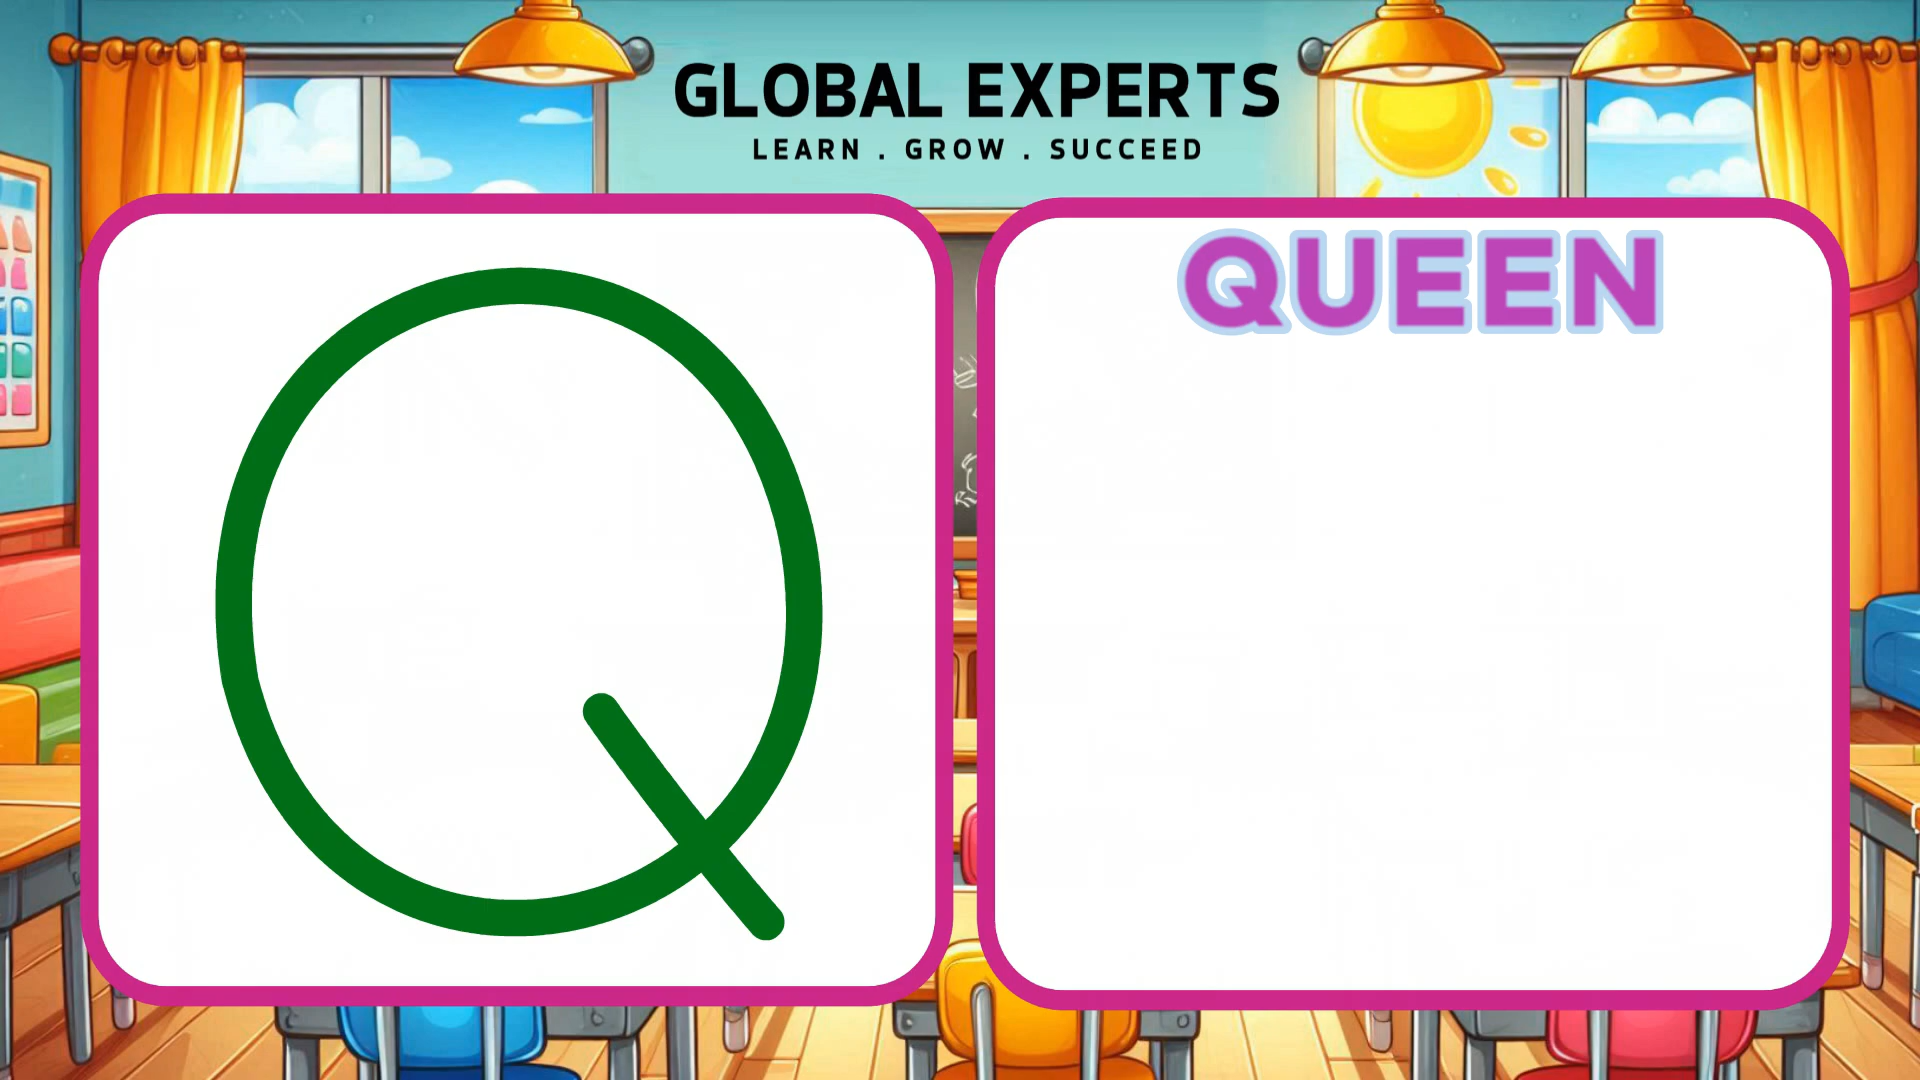 GLOBAL EXPERTS
LEARN . GROW . SUCCEED
Q
QUEEN